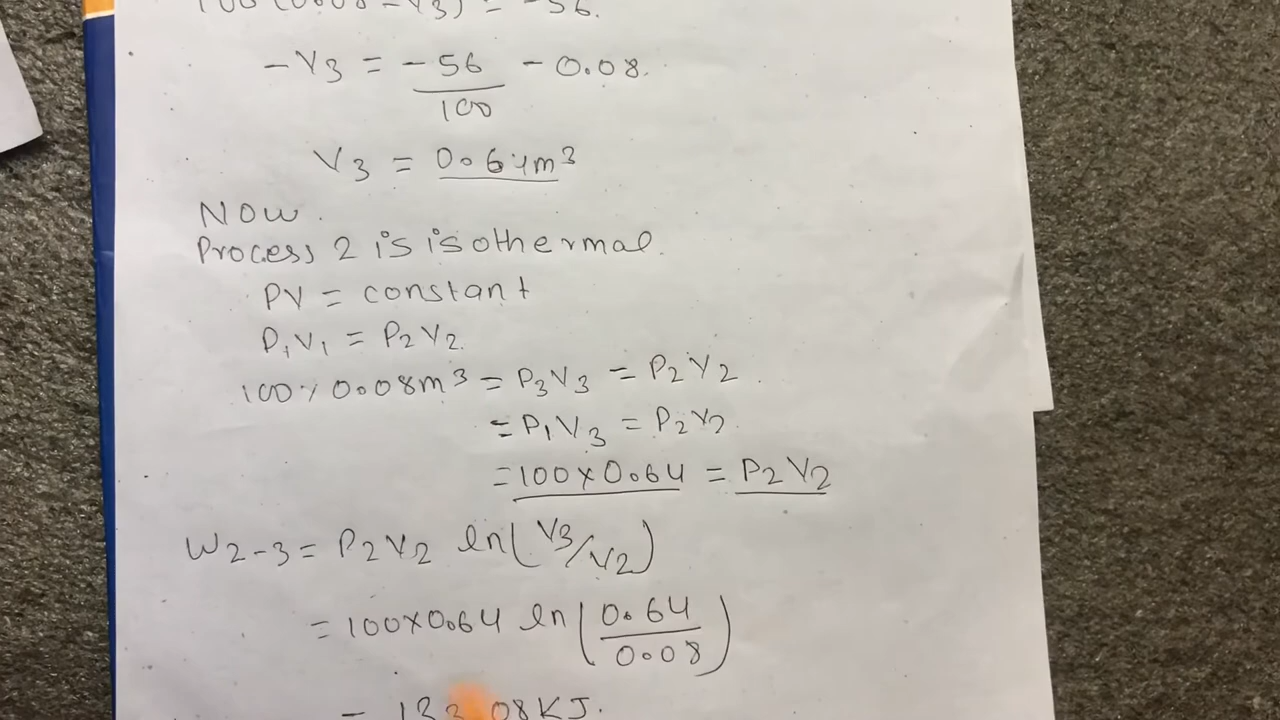 - V3 = -56/100 - 0.08.
V3 = 0.64m³
NOW.
Process 2 is isothermal.
PV = constant
P₁V₁ = P2V2.
100 × 0.08m³ = P3V3 = P2V2.
= P₁V3 = P2V2.
= 100×0.64 = P2V2
W2-3 = P2V2 ln(V3/V2)
= 100×0.64 ln(0.64/0.08)